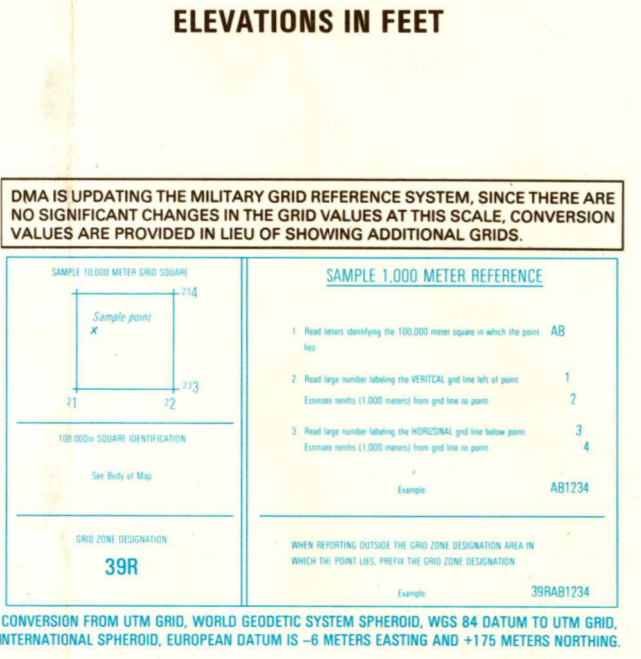 ELEVATIONS IN FEET
DMA IS UPDATING THE MILITARY GRID REFERENCE SYSTEM, SINCE THERE ARE
NO SIGNIFICANT CHANGES IN THE GRID VALUES AT THIS SCALE, CONVERSION
VALUES ARE PROVIDED IN LIEU OF SHOWING ADDITIONAL GRIDS.
SAMPLE 10,000 METER GRID SQUARE
234
Sample point
x
233
21
22
100,000m SQUARE IDENTIFICATION
See Body of Map
GRID ZONE DESIGNATION
39R
SAMPLE 1,000 METER REFERENCE
1. Read letters identifying the 100,000 meter square in which the point AB
lies
2. Read large number labeling the VERITCAL grid line left of point 1
Estimate tenths (1,000 meters) from grid line to point 2
3. Read large number labeling the HORIZONAL grid line below point 3
Estimate tenths (1,000 meters) from grid line to point 4
Example AB1234
WHEN REPORTING OUTSIDE THE GRID ZONE DESIGNATION AREA IN
WHICH THE POINT LIES, PREFIX THE GRID ZONE DESIGNATION
Example 39RAB1234
CONVERSION FROM UTM GRID, WORLD GEODETIC SYSTEM SPHEROID, WGS 84 DATUM TO UTM GRID,
INTERNATIONAL SPHEROID, EUROPEAN DATUM IS –6 METERS EASTING AND +175 METERS NORTHING.